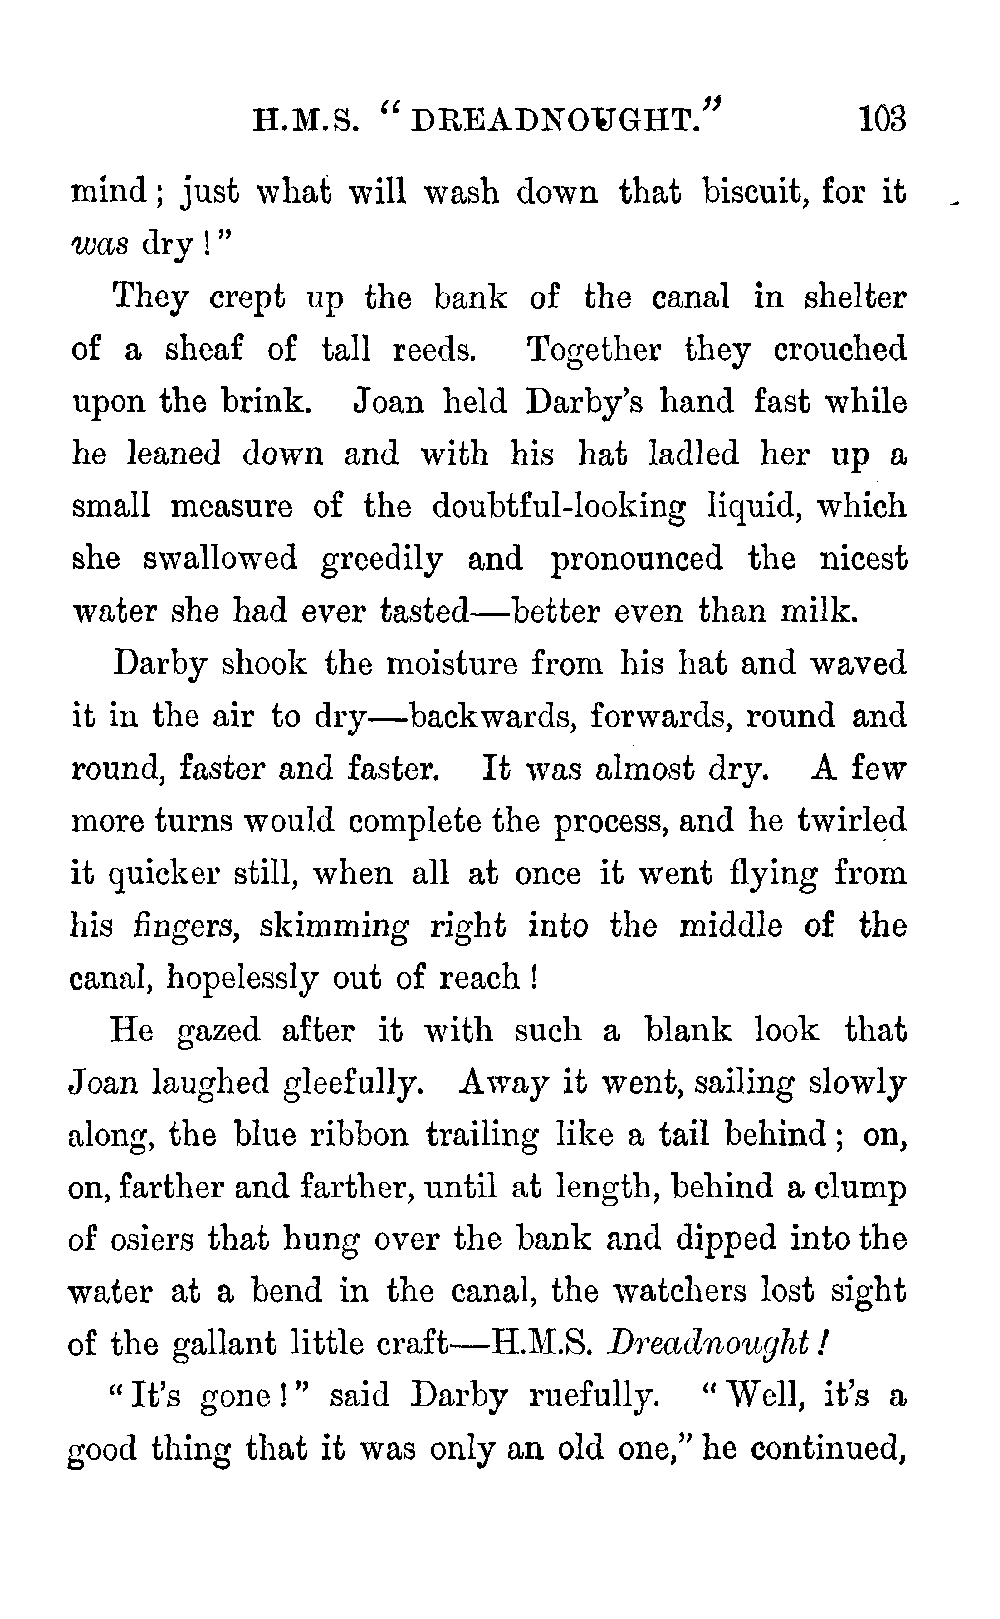 H.M.S. “DREADNOUGHT.” 103
mind; just what will wash down that biscuit, for it
was dry!”
They crept up the bank of the canal in shelter
of a sheaf of tall reeds. Together they crouched
upon the brink. Joan held Darby’s hand fast while
he leaned down and with his hat ladled her up a
small measure of the doubtful-looking liquid, which
she swallowed greedily and pronounced the nicest
water she had ever tasted—better even than milk.
Darby shook the moisture from his hat and waved
it in the air to dry—backwards, forwards, round and
round, faster and faster. It was almost dry. A few
more turns would complete the process, and he twirled
it quicker still, when all at once it went flying from
his fingers, skimming right into the middle of the
canal, hopelessly out of reach!
He gazed after it with such a blank look that
Joan laughed gleefully. Away it went, sailing slowly
along, the blue ribbon trailing like a tail behind; on,
on, farther and farther, until at length, behind a clump
of osiers that hung over the bank and dipped into the
water at a bend in the canal, the watchers lost sight
of the gallant little craft—H.M.S. Dreadnought!
“It’s gone!” said Darby ruefully. “Well, it’s a
good thing that it was only an old one,” he continued,